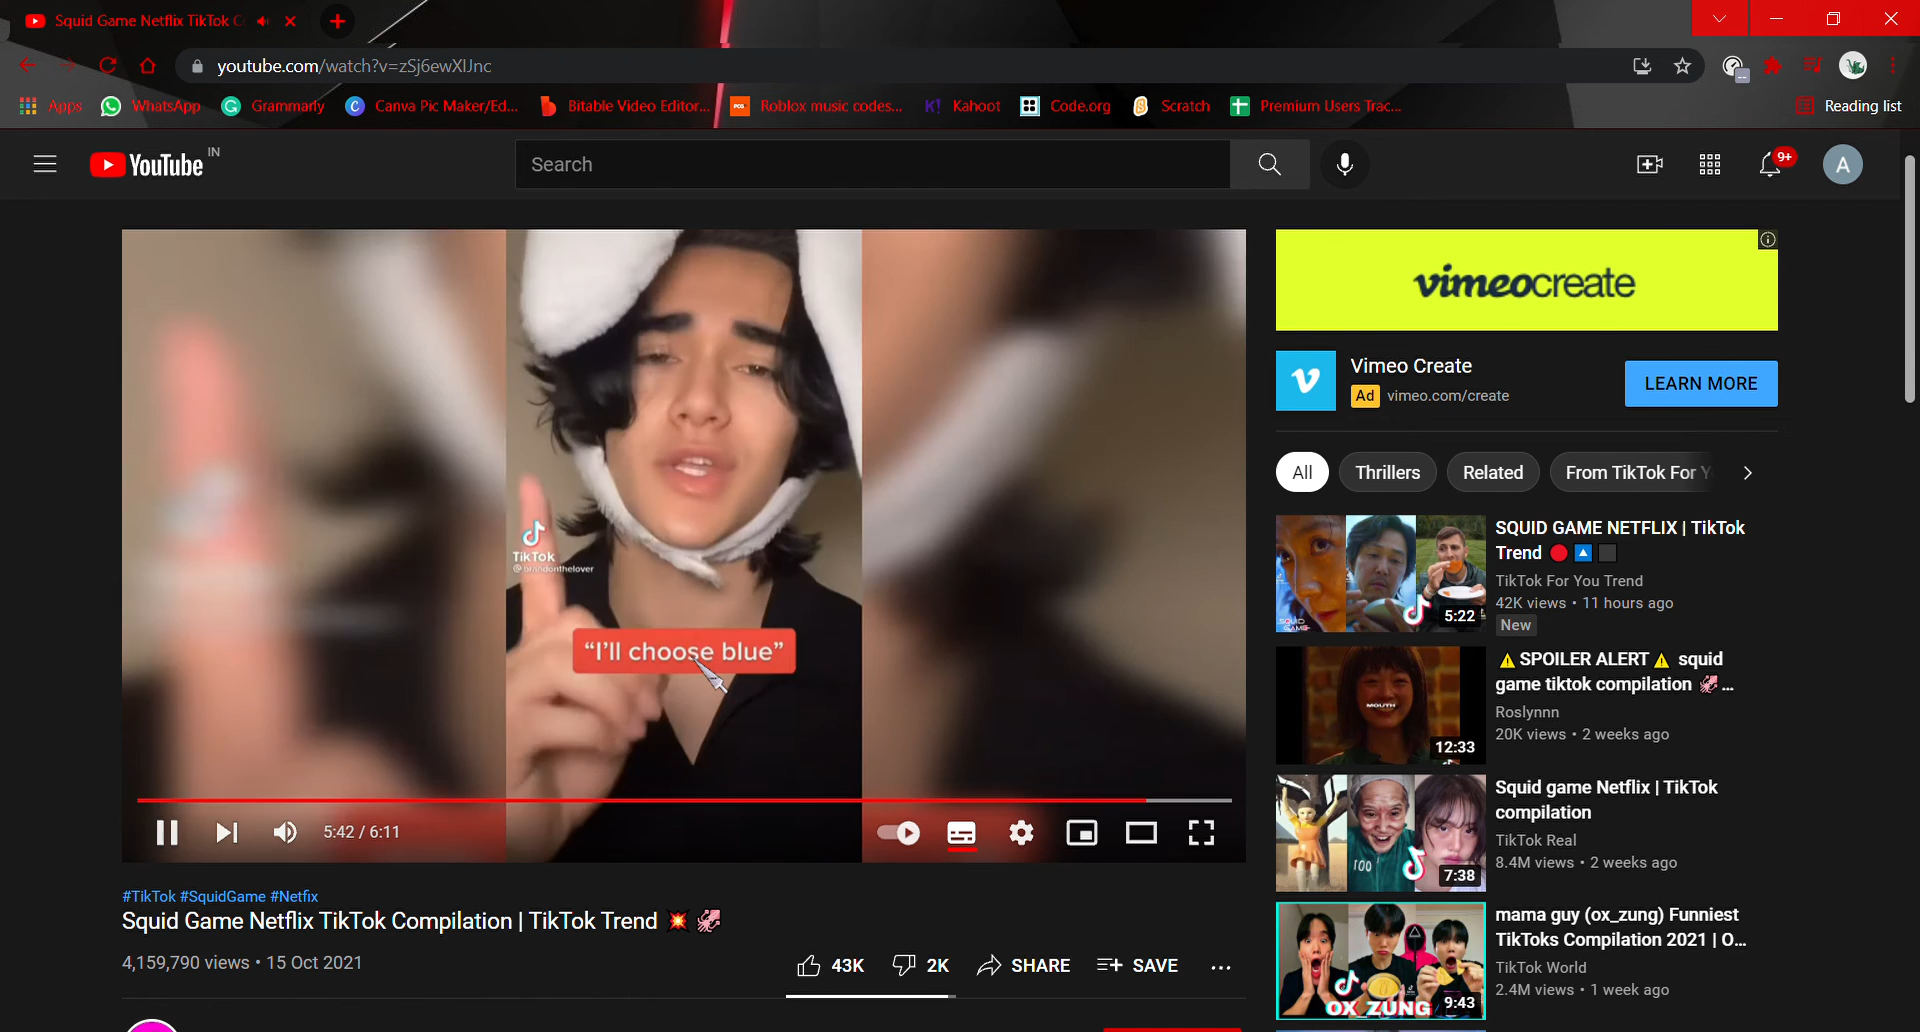 Squid Game Netflix TikTok C
youtube.com/watch?v=zSj6ewXIJnc
Apps
WhatsApp
Grammarly
Canva Pic Maker/Ed...
Bitable Video Editor...
Roblox music codes...
Kahoot
Code.org
Scratch
Premium Users Trac...
Reading list
YouTube IN
Search
9+
A
TikTok
@brandonthelover
“I'll choose blue”
5:42 / 6:11
#TikTok #SquidGame #Netfix
Squid Game Netflix TikTok Compilation | TikTok Trend 💥 🦑
4,159,790 views • 15 Oct 2021
43K
2K
SHARE
SAVE
vimeocreate
Vimeo Create
Ad vimeo.com/create
LEARN MORE
All
Thrillers
Related
From TikTok For Y
5:22
SQUID GAME NETFLIX | TikTok
Trend 🔴 🔼 ⬛
TikTok For You Trend
42K views • 11 hours ago
New
MOUTH
12:33
⚠️ SPOILER ALERT ⚠️ squid
game tiktok compilation 🦑...
Roslynnn
20K views • 2 weeks ago
100
7:38
Squid game Netflix | TikTok
compilation
TikTok Real
8.4M views • 2 weeks ago
OX_ZUNG
9:43
mama guy (ox_zung) Funniest
TikToks Compilation 2021 | O...
TikTok World
2.4M views • 1 week ago